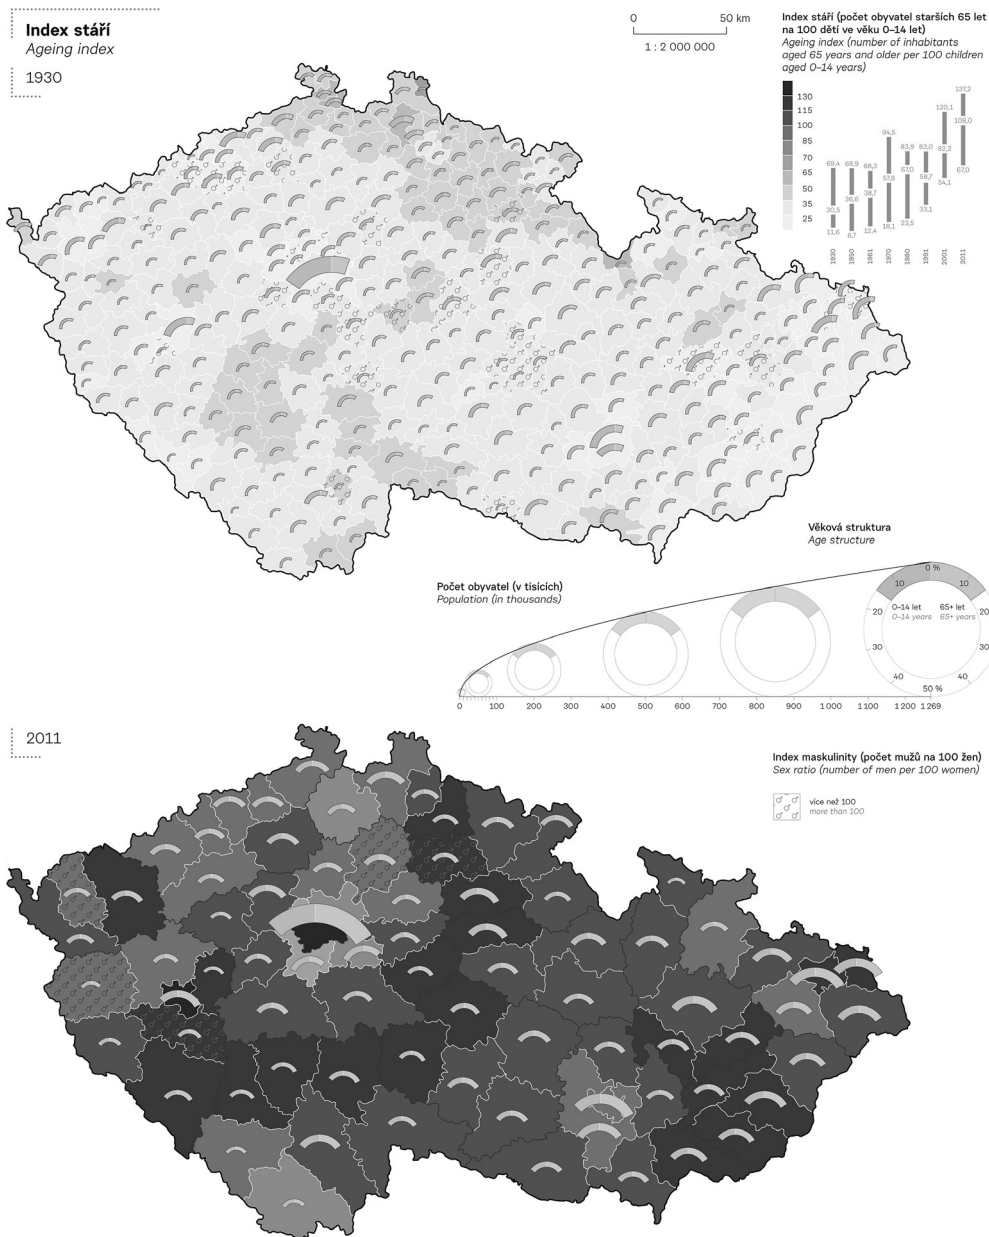 Index stáří
Ageing index
1930
0 50 km
1 : 2 000 000
Index stáří (počet obyvatel starších 65 let
na 100 dětí ve věku 0–14 let)
Ageing index (number of inhabitants
aged 65 years and older per 100 children
aged 0–14 years)
130
115
100
85
70
65
50
35
25
69,4
30,5
11,6
69,9
36,6
6,7
68,3
38,7
12,4
94,5
57,8
18,1
83,9
67,0
23,5
83,0
58,7
33,1
120,1
82,2
54,1
137,2
108,0
67,0
1930
1950
1961
1970
1980
1991
2001
2011
Věková struktura
Age structure
Počet obyvatel (v tisících)
Population (in thousands)
0 %
10 10
20 20
0–14 let 65+ let
0–14 years 65+ years
30 30
40 40
50 %
0 100 200 300 400 500 600 700 800 900 1 000 1 100 1 200 1 269
2011
Index maskulinity (počet mužů na 100 žen)
Sex ratio (number of men per 100 women)
více než 100
more than 100